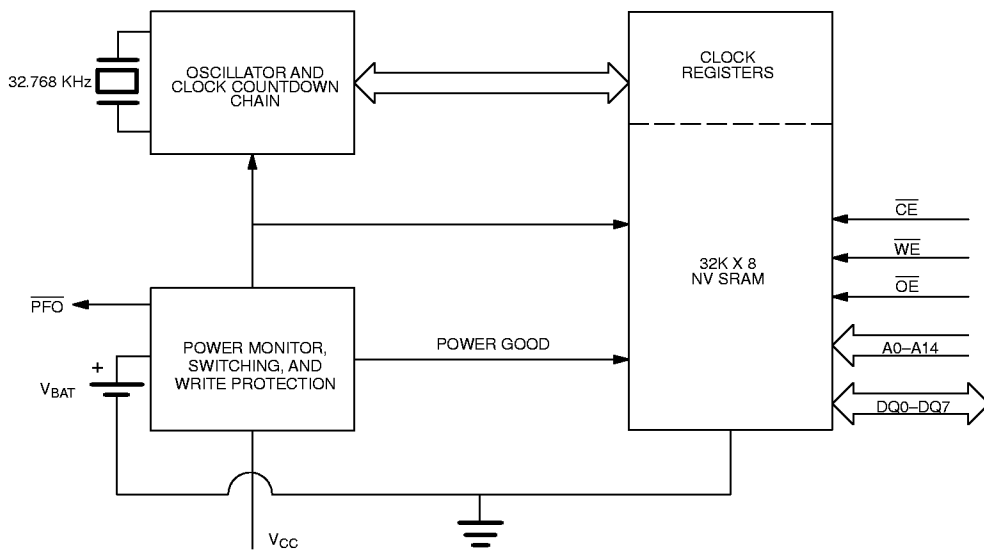 32.768 KHz
OSCILLATOR AND
CLOCK COUNTDOWN
CHAIN
CLOCK
REGISTERS
CE
WE
OE
32K X 8
NV SRAM
PFO
POWER MONITOR,
SWITCHING, AND
WRITE PROTECTION
POWER GOOD
A0–A14
+
VBAT
DQ0–DQ7
VCC